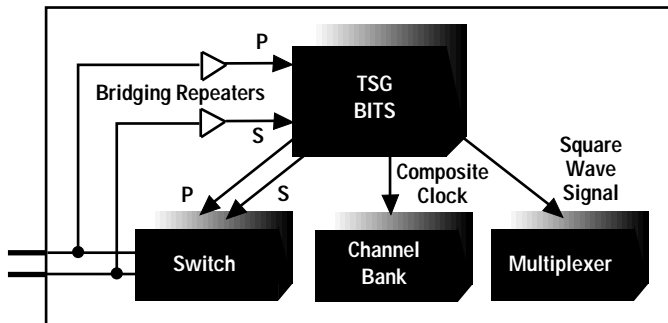 P
TSG
BITS
Bridging Repeaters
S
Square
Wave
Signal
Composite
Clock
P
S
Switch
Channel
Bank
Multiplexer